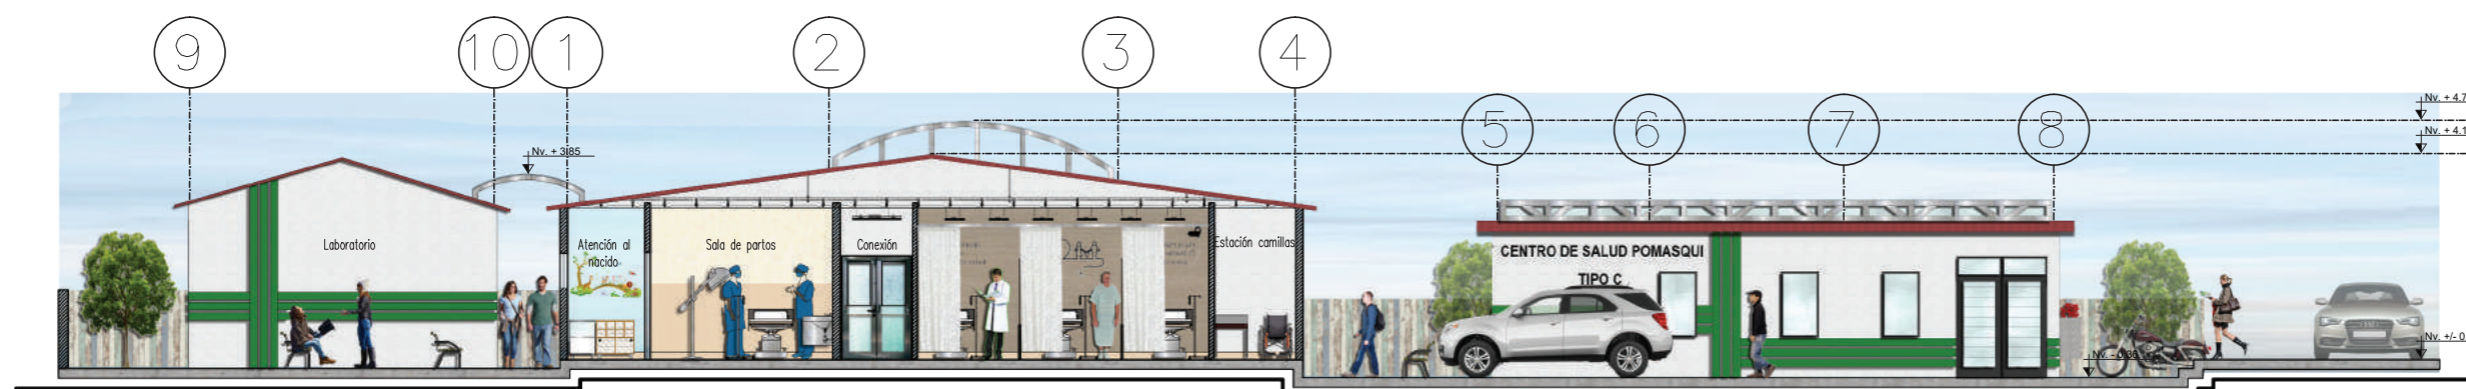 9
10
1
2
3
4
5
6
7
8
Nv. + 4.7
Nv. + 4.1
Nv. + 3.85
Laboratorio
Atención al
nacido
Sala de partos
Conexión
Estación camillas
CENTRO DE SALUD POMASQUI
TIPO C
Nv. +/- 0